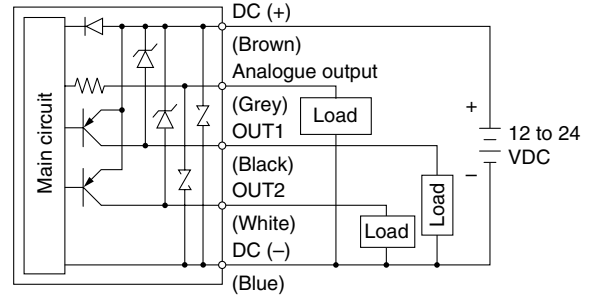 DC (+)
(Brown)
Analogue output
(Grey)
OUT1
(Black)
OUT2
(White)
DC (–)
(Blue)
Main circuit
Load
Load
Load
+
12 to 24
VDC
–